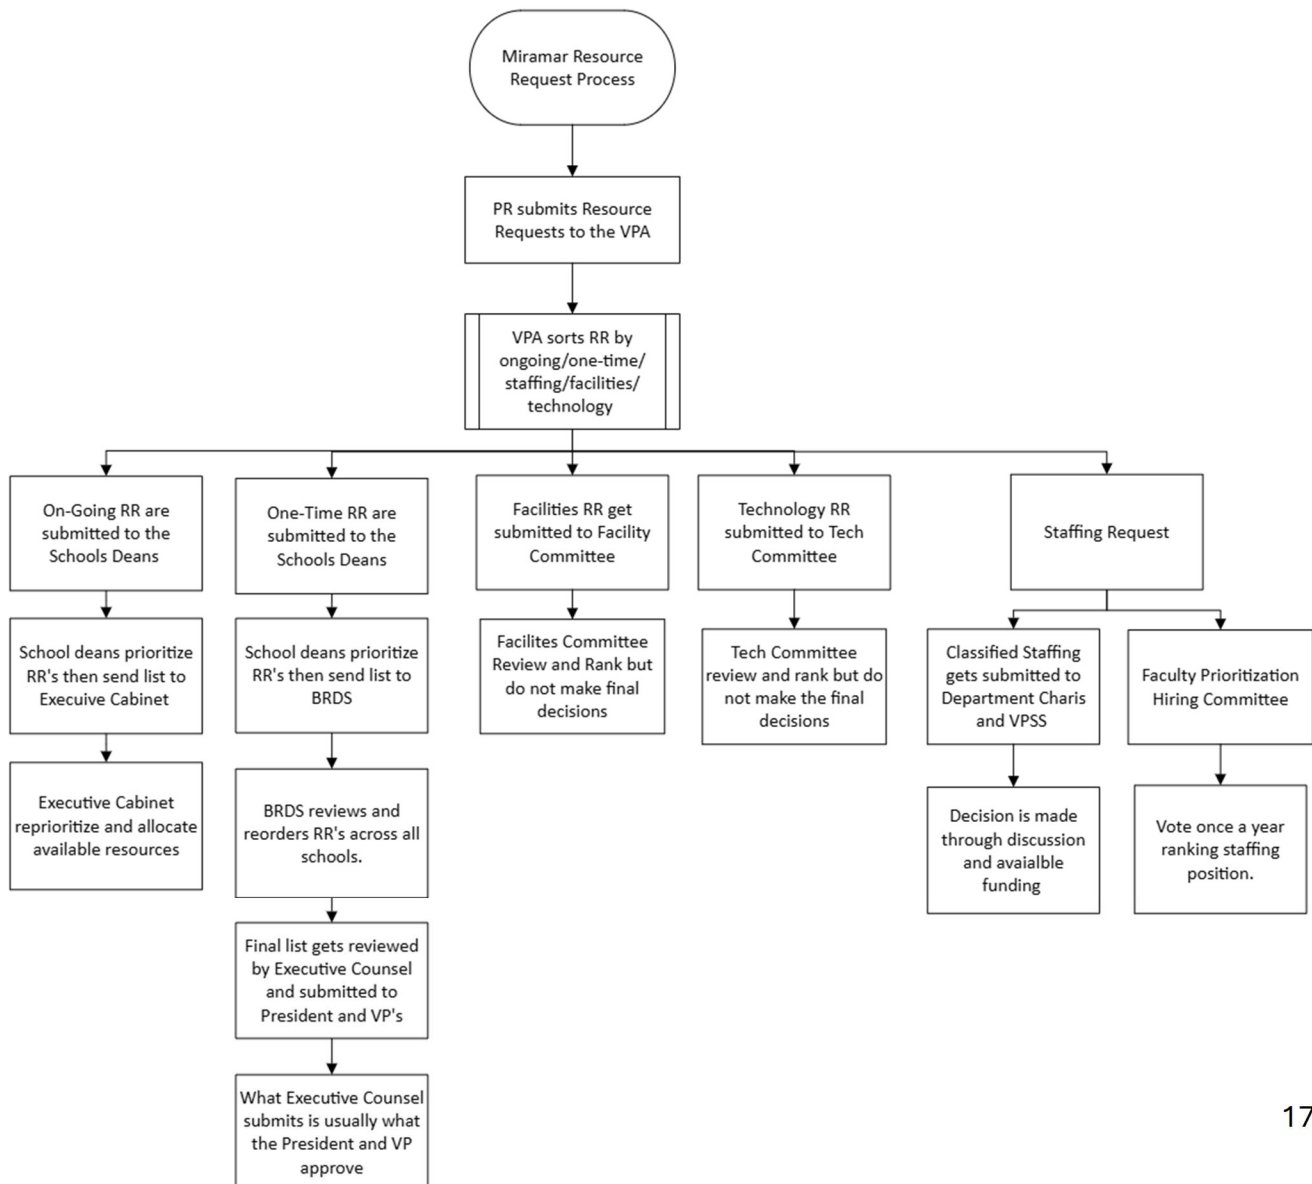 Miramar Resource
Request Process
PR submits Resource
Requests to the VPA
VPA sorts RR by
ongoing/one-time/
staffing/facilities/
technology
On-Going RR are
submitted to the
Schools Deans
One-Time RR are
submitted to the
Schools Deans
Facilities RR get
submitted to Facility
Committee
Technology RR
submitted to Tech
Committee
Staffing Request
School deans prioritize
RR's then send list to
Execuive Cabinet
School deans prioritize
RR's then send list to
BRDS
Facilites Committee
Review and Rank but
do not make final
decisions
Tech Committee
review and rank but do
not make the final
decisions
Classified Staffing
gets submitted to
Department Charis
and VPSS
Faculty Prioritization
Hiring Committee
Executive Cabinet
reprioritize and allocate
available resources
BRDS reviews and
reorders RR's across all
schools.
Decision is made
through discussion
and avaialble
funding
Vote once a year
ranking staffing
position.
Final list gets reviewed
by Executive Counsel
and submitted to
President and VP's
What Executive Counsel
submits is usually what
the President and VP
approve
17